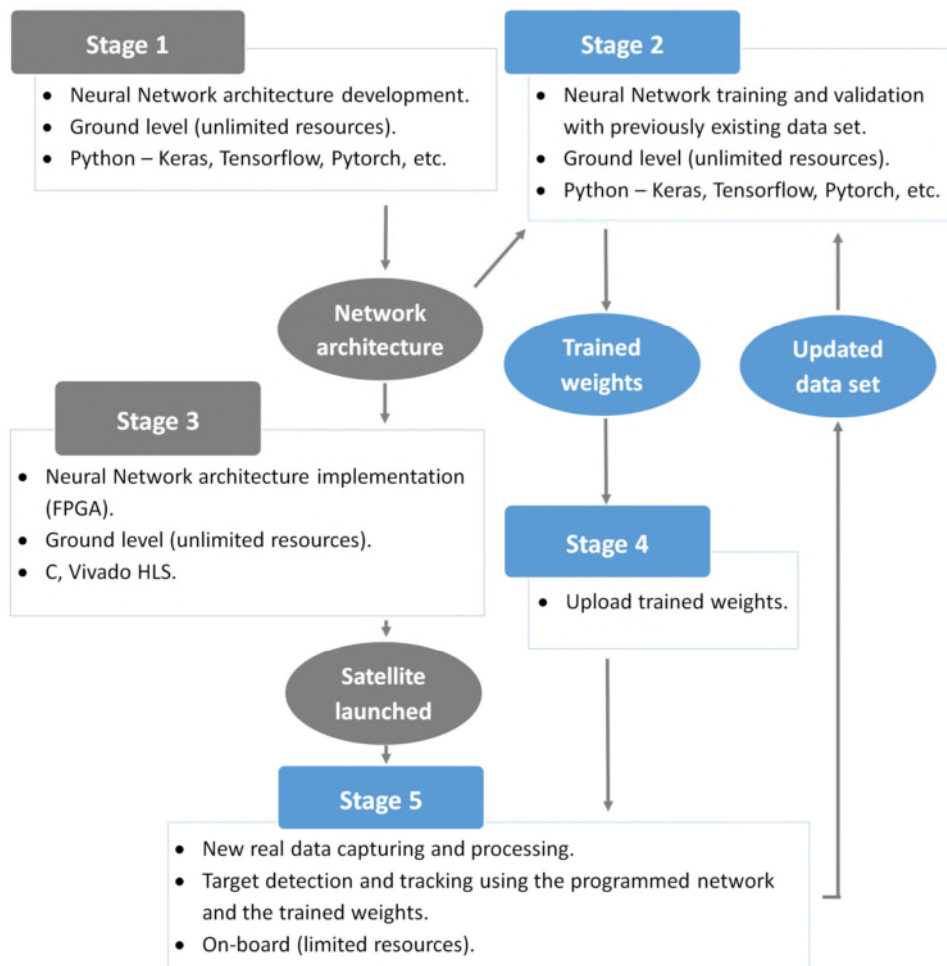 Stage 1
• Neural Network architecture development.
• Ground level (unlimited resources).
• Python – Keras, Tensorflow, Pytorch, etc.
Stage 2
• Neural Network training and validation
with previously existing data set.
• Ground level (unlimited resources).
• Python – Keras, Tensorflow, Pytorch, etc.
Network
architecture
Trained
weights
Updated
data set
Stage 3
• Neural Network architecture implementation
(FPGA).
• Ground level (unlimited resources).
• C, Vivado HLS.
Stage 4
• Upload trained weights.
Satellite
launched
Stage 5
• New real data capturing and processing.
• Target detection and tracking using the programmed network
and the trained weights.
• On-board (limited resources).